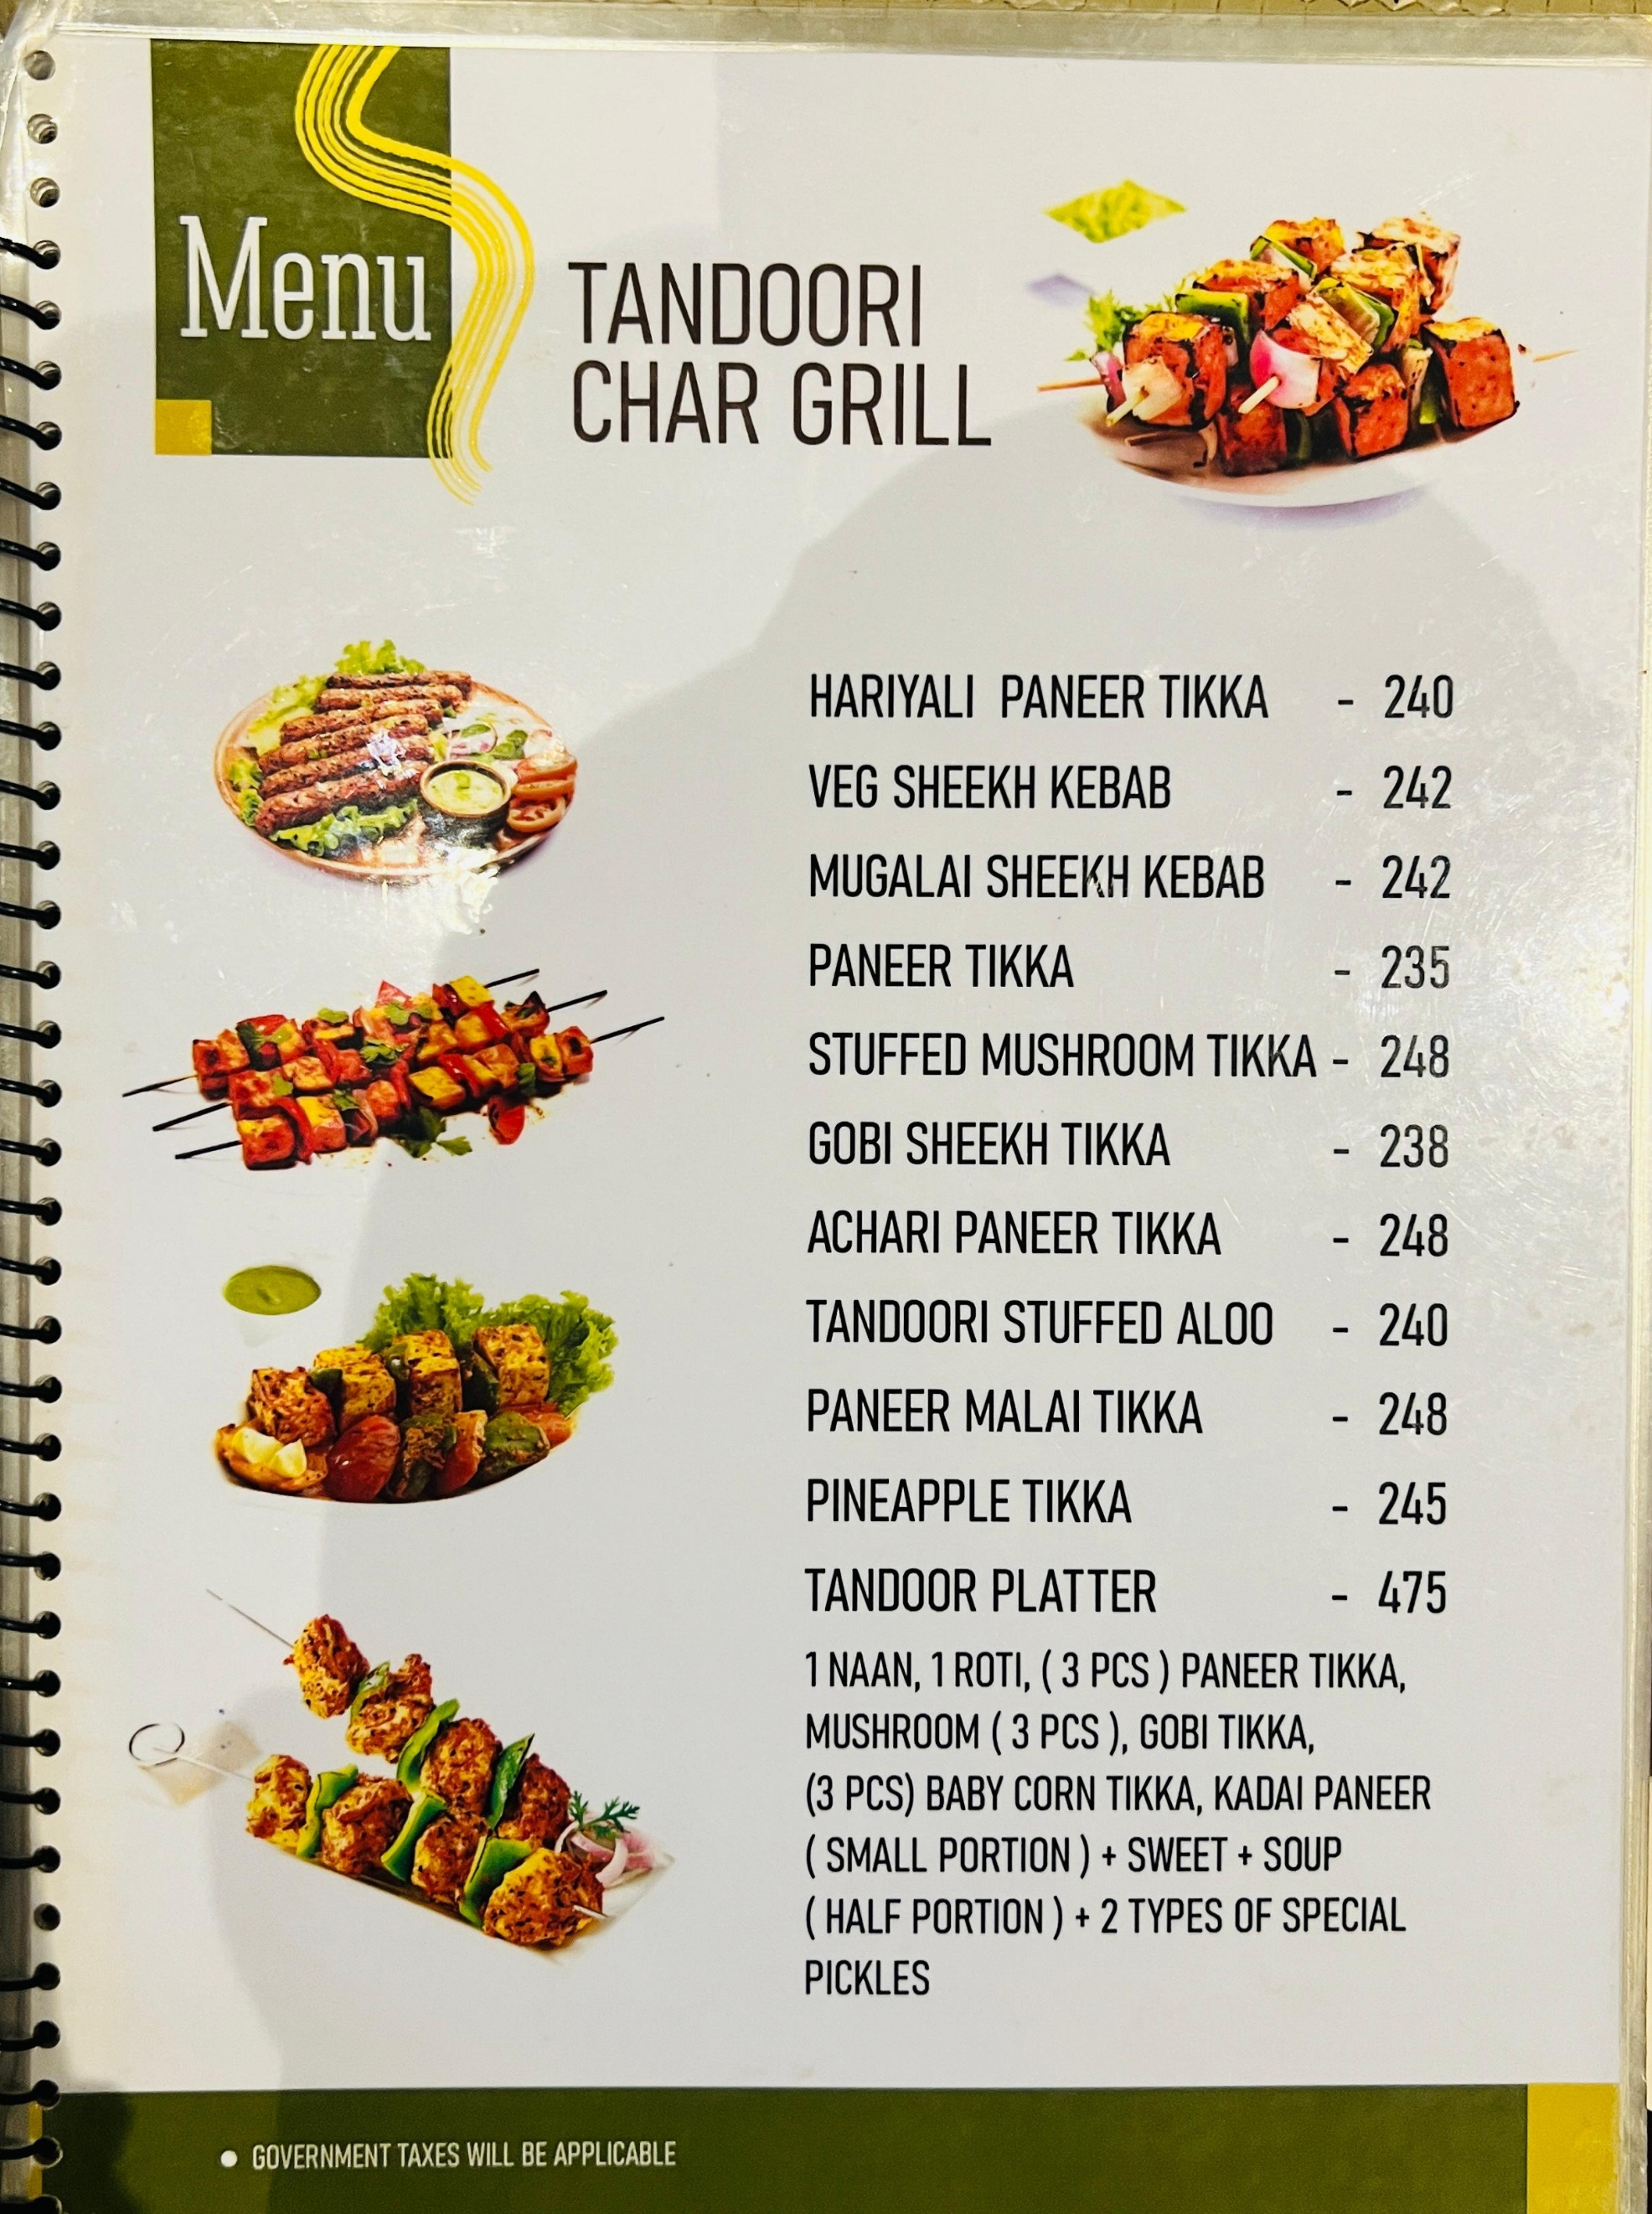 Menu
TANDOORI
CHAR GRILL
HARIYALI PANEER TIKKA - 240
VEG SHEEKH KEBAB - 242
MUGALAI SHEEKH KEBAB - 242
PANEER TIKKA - 235
STUFFED MUSHROOM TIKKA - 248
GOBI SHEEKH TIKKA - 238
ACHARI PANEER TIKKA - 248
TANDOORI STUFFED ALOO - 240
PANEER MALAI TIKKA - 248
PINEAPPLE TIKKA - 245
TANDOOR PLATTER - 475
1 NAAN, 1 ROTI, ( 3 PCS ) PANEER TIKKA,
MUSHROOM ( 3 PCS ), GOBI TIKKA,
(3 PCS) BABY CORN TIKKA, KADAI PANEER
( SMALL PORTION ) + SWEET + SOUP
( HALF PORTION ) + 2 TYPES OF SPECIAL
PICKLES
• GOVERNMENT TAXES WILL BE APPLICABLE